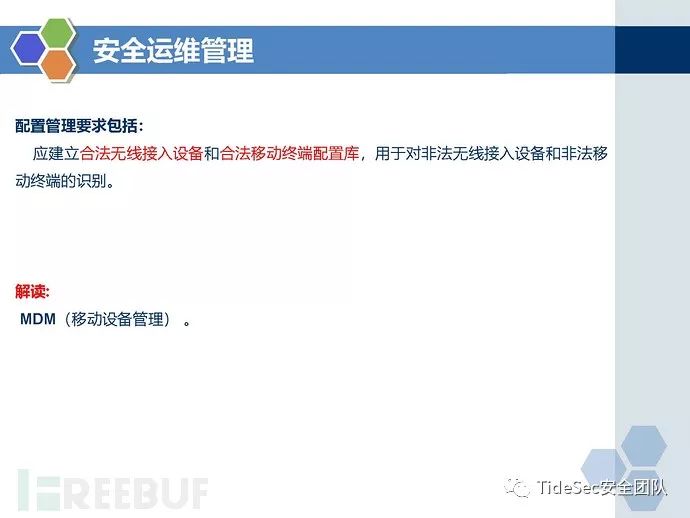 安全运维管理
配置管理要求包括：
应建立合法无线接入设备和合法移动终端配置库，用于对非法无线接入设备和非法移
动终端的识别。
解读:
MDM（移动设备管理） 。
FREEBUF
TideSec安全团队